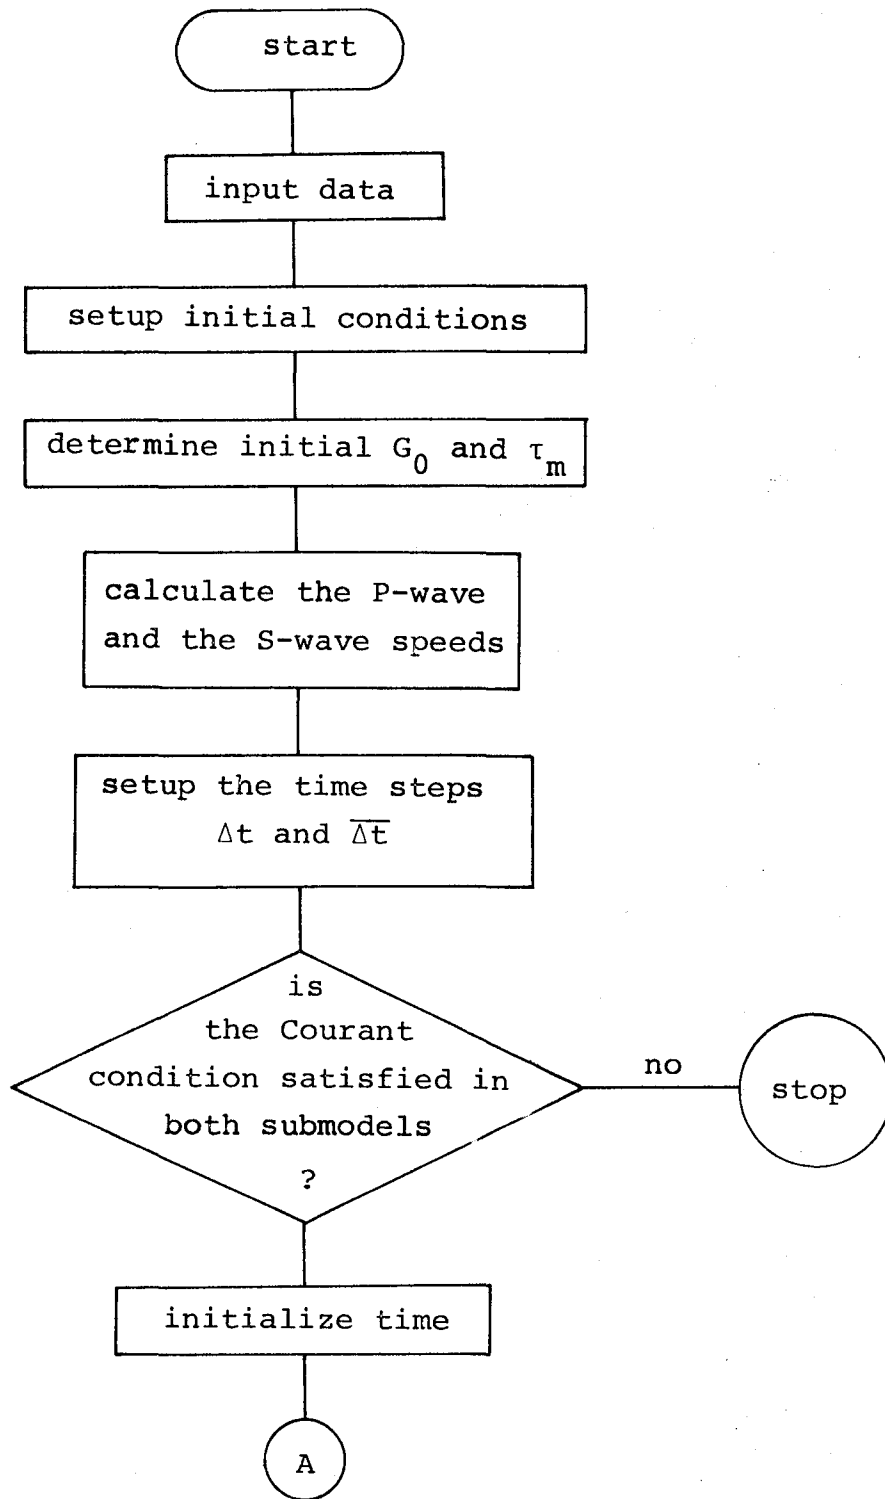 start
input data
setup initial conditions
determine initial G₀ and τₘ
calculate the P-wave
and the S-wave speeds
setup the time steps
Δt and Δt̅
is
the Courant
condition satisfied in
both submodels
?
no
stop
initialize time
A